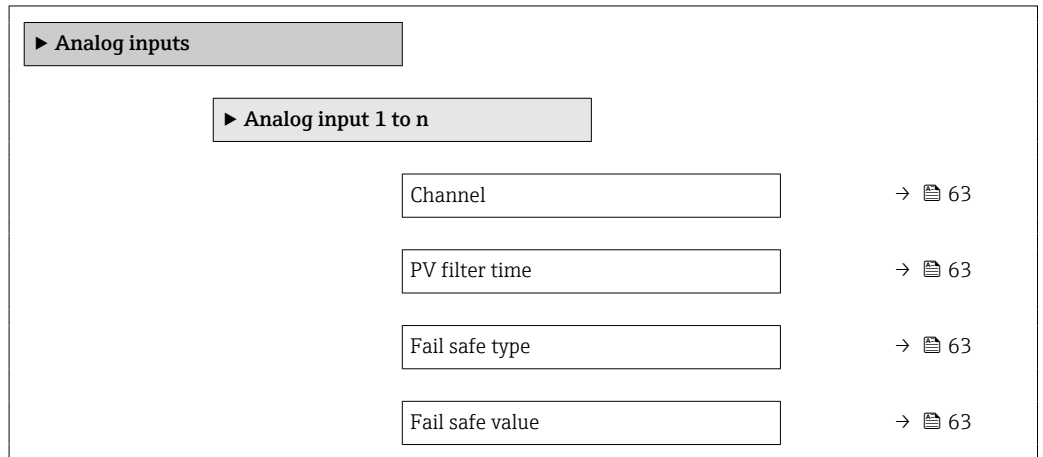 ▶ Analog inputs
▶ Analog input 1 to n
Channel → 63
PV filter time → 63
Fail safe type → 63
Fail safe value → 63